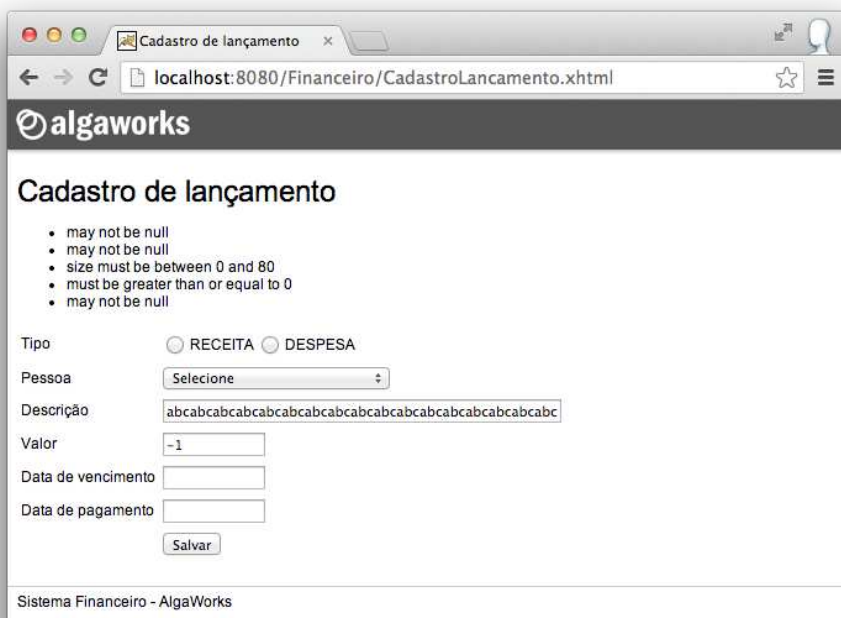 Cadastro de lançamento
localhost:8080/Financeiro/CadastroLancamento.xhtml
algaworks
Cadastro de lançamento
may not be null
may not be null
size must be between 0 and 80
must be greater than or equal to 0
may not be null
Tipo RECEITA DESPESA
Pessoa Selecione
Descrição abcabcabcabcabcabcabcabcabcabcabcabcabcabcabcabcabc
Valor -1
Data de vencimento
Data de pagamento
Salvar
Sistema Financeiro - AlgaWorks